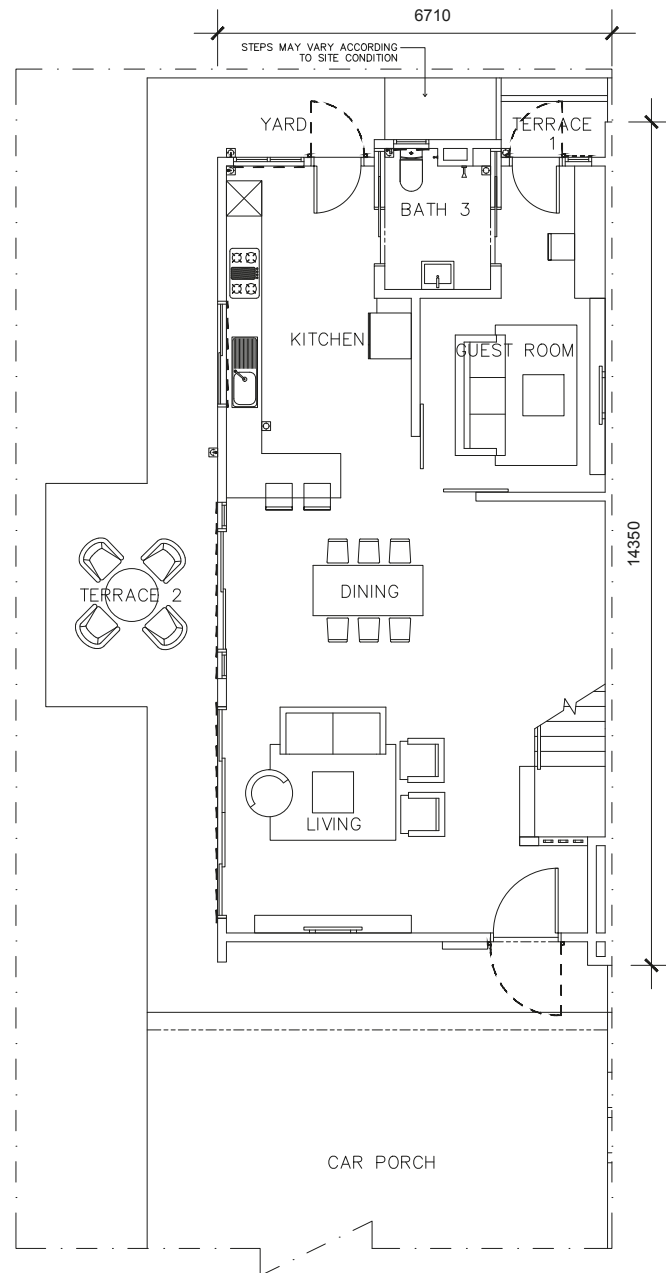 6710
STEPS MAY VARY ACCORDING
TO SITE CONDITION
YARD
TERRACE
1
BATH 3
KITCHEN
GUEST ROOM
14350
TERRACE 2
DINING
LIVING
CAR PORCH